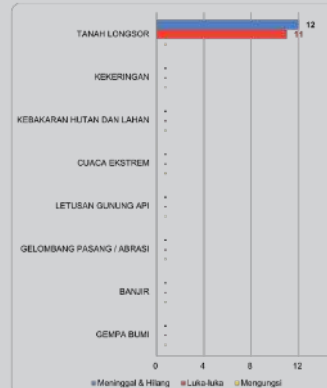 12
TANAH LONGSOR
11
KEKERINGAN
KEBAKARAN HUTAN DAN LAHAN
CUACA EKSTREM
LETUSAN GUNUNG API
GELOMBANG PASANG / ABRASI
BANJIR
GEMPA BUMI
0 4 8 12
Meninggal & Hilang Luka-luka Mengungsi